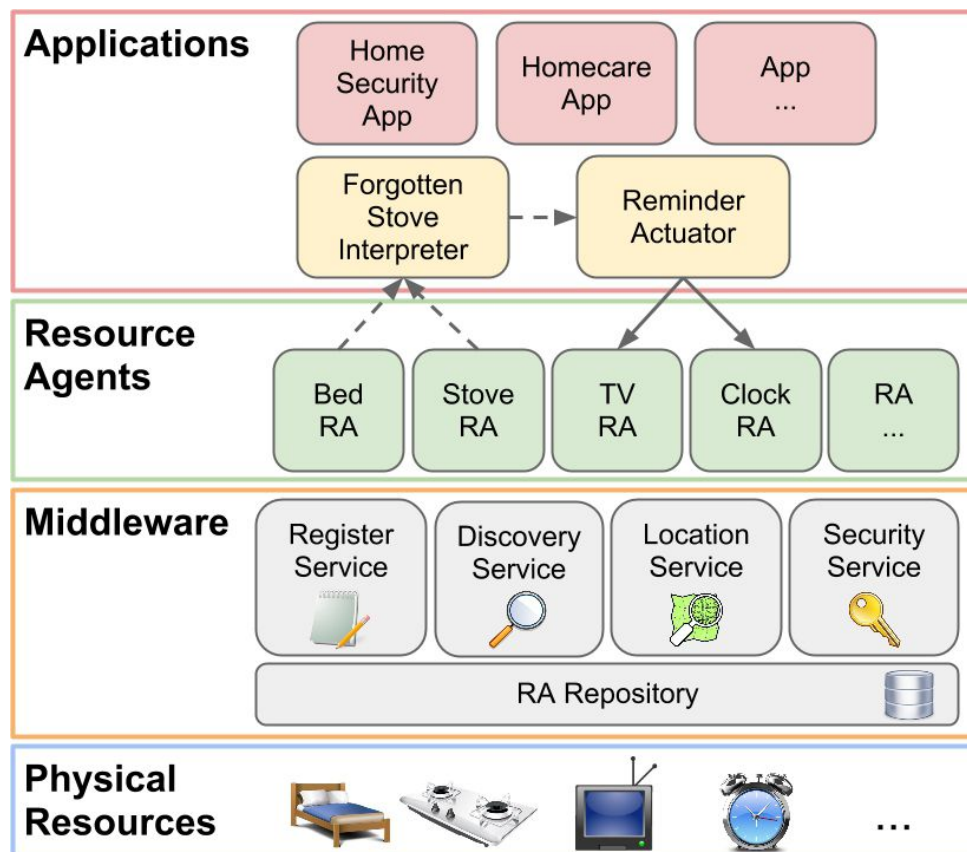 Applications
Home
Security
App
Homecare
App
App
...
Forgotten
Stove
Interpreter
Reminder
Actuator
Resource
Agents
Bed
RA
Stove
RA
TV
RA
Clock
RA
RA
...
Middleware
Register
Service
Discovery
Service
Location
Service
Security
Service
RA Repository
Physical
Resources
...